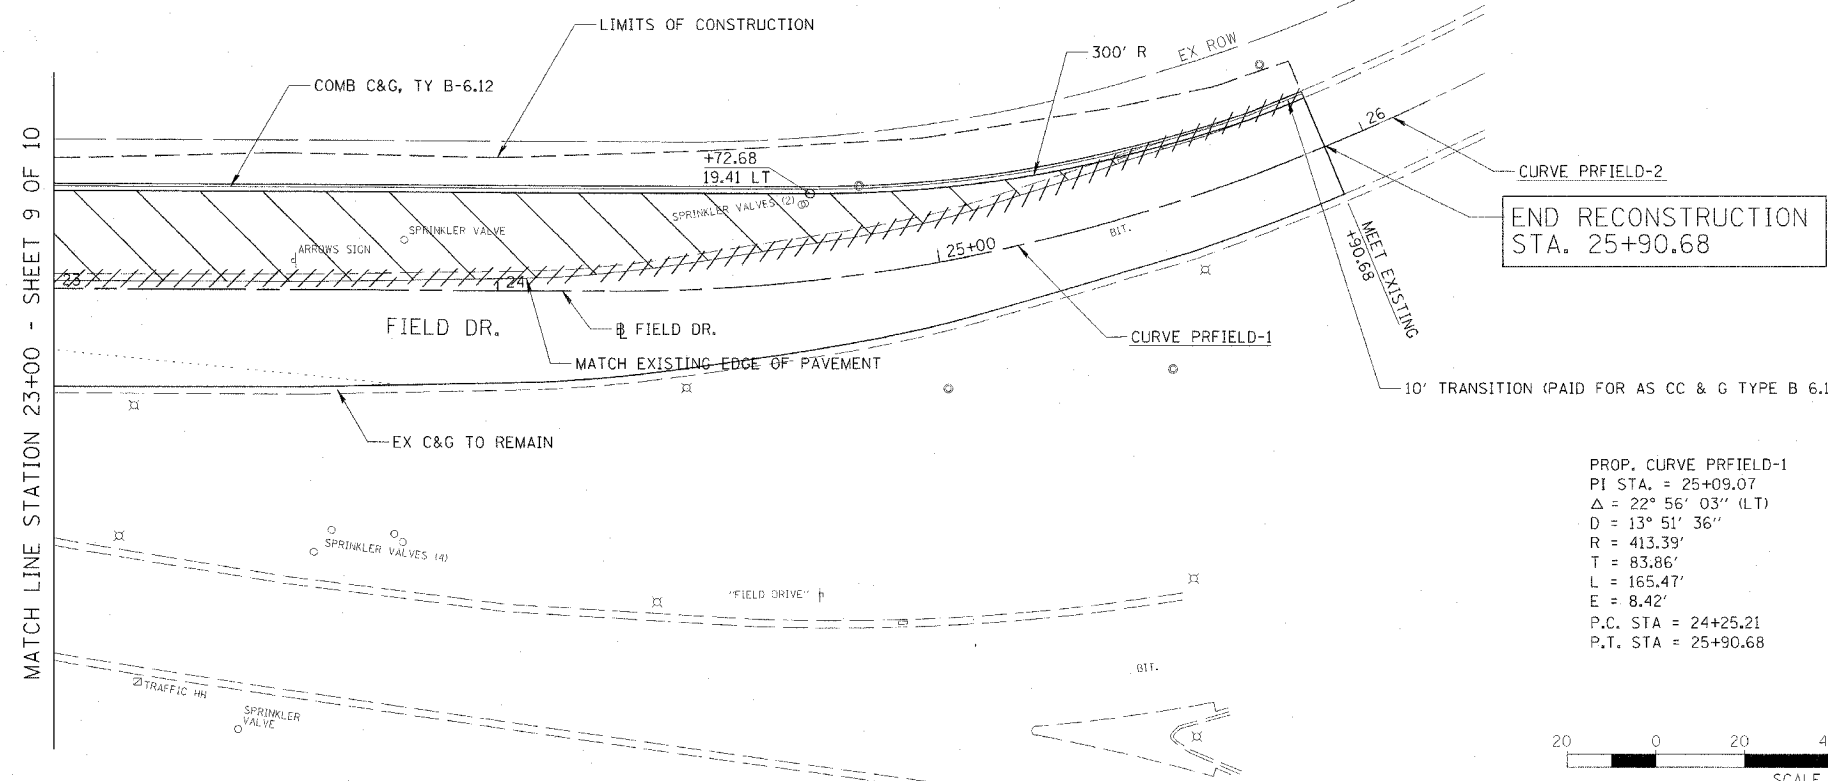 LIMITS OF CONSTRUCTION
300' R
EX ROW
COMB C&G, TY B-6.12
26
CURVE PRFIELD-2
+72.68
19.41 LT
SPRINKLER VALVES (2)
SPRINKLER VALVE
ARROWS SIGN
END RECONSTRUCTION
STA. 25+90.68
BIT.
25+00
MEET EXISTING
+90.68
23
24
FIELD DR.
℄ FIELD DR.
CURVE PRFIELD-1
MATCH EXISTING EDGE OF PAVEMENT
10' TRANSITION (PAID FOR AS CC & G TYPE B 6.1
EX C&G TO REMAIN
MATCH LINE STATION 23+00 - SHEET 9 OF 10
PROP. CURVE PRFIELD-1
PI STA. = 25+09.07
Δ = 22° 56' 03" (LT)
D = 13° 51' 36"
R = 413.39'
T = 83.86'
L = 165.47'
E = 8.42'
P.C. STA = 24+25.21
P.T. STA = 25+90.68
SPRINKLER VALVES (4)
"FIELD DRIVE"
BIT.
TRAFFIC HH
SPRINKLER
VALVE
20 0 20 4
SCALE